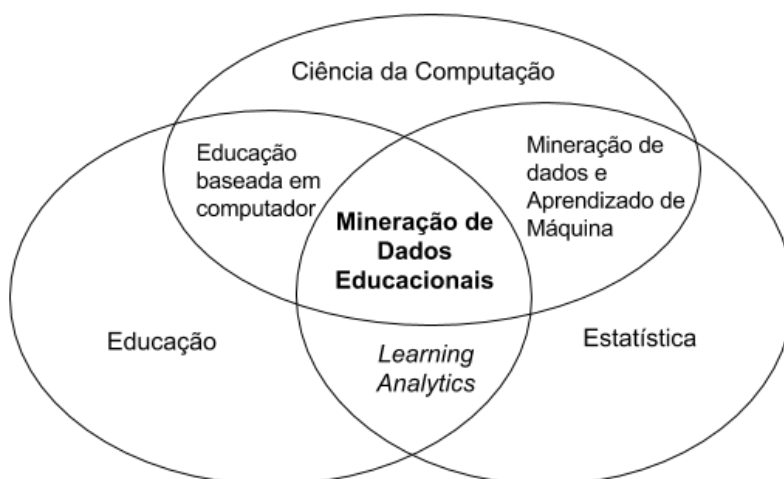 Ciência da Computação
Educação
baseada em
computador
Mineração de
dados e
Aprendizado de
Máquina
Mineração de
Dados
Educacionais
Educação
Learning
Analytics
Estatística